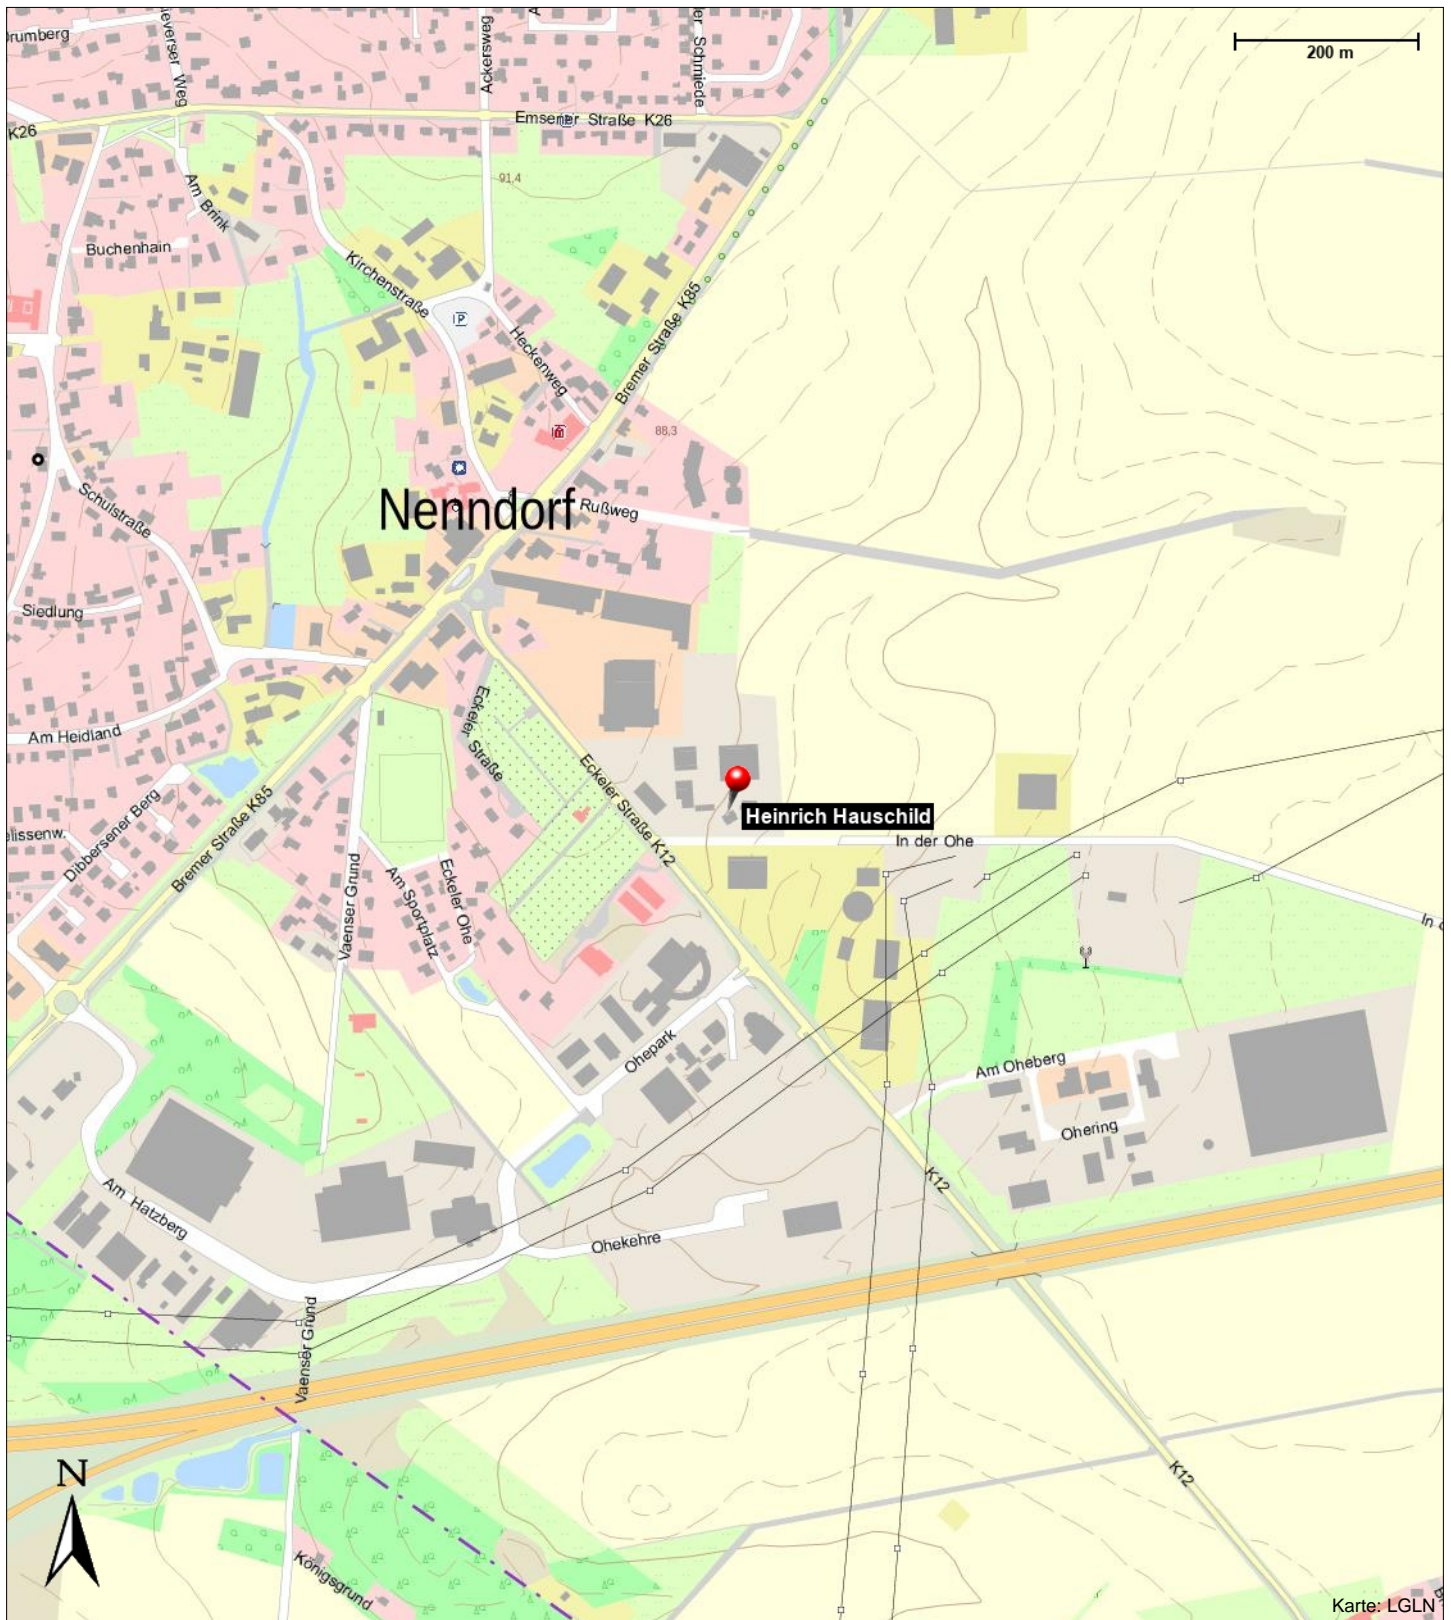 200 m
Ackersweg
Schmiede
K26
Emsener Straße K26
91,4
Am Brink
Buchenhain
Kirchenstraße
P
Heckenweg
Bremer Straße K85
88,3
Schulstraße
Nenndorf
Rußweg
Siedlung
Eckeler Straße
Am Heidland
Eckeler Straße K12
Heinrich Hauschild
In der Ohe
Dibbersener Berg
Bremer Straße K85
Vaenser Grund
Am Sportplatz
Eckeler Ohe
Ohepark
Am Oheberg
Ohering
K12
Am Hatzberg
Ohekehre
Vaenser Grund
N
K12
Königsgrund
Karte: LGLN